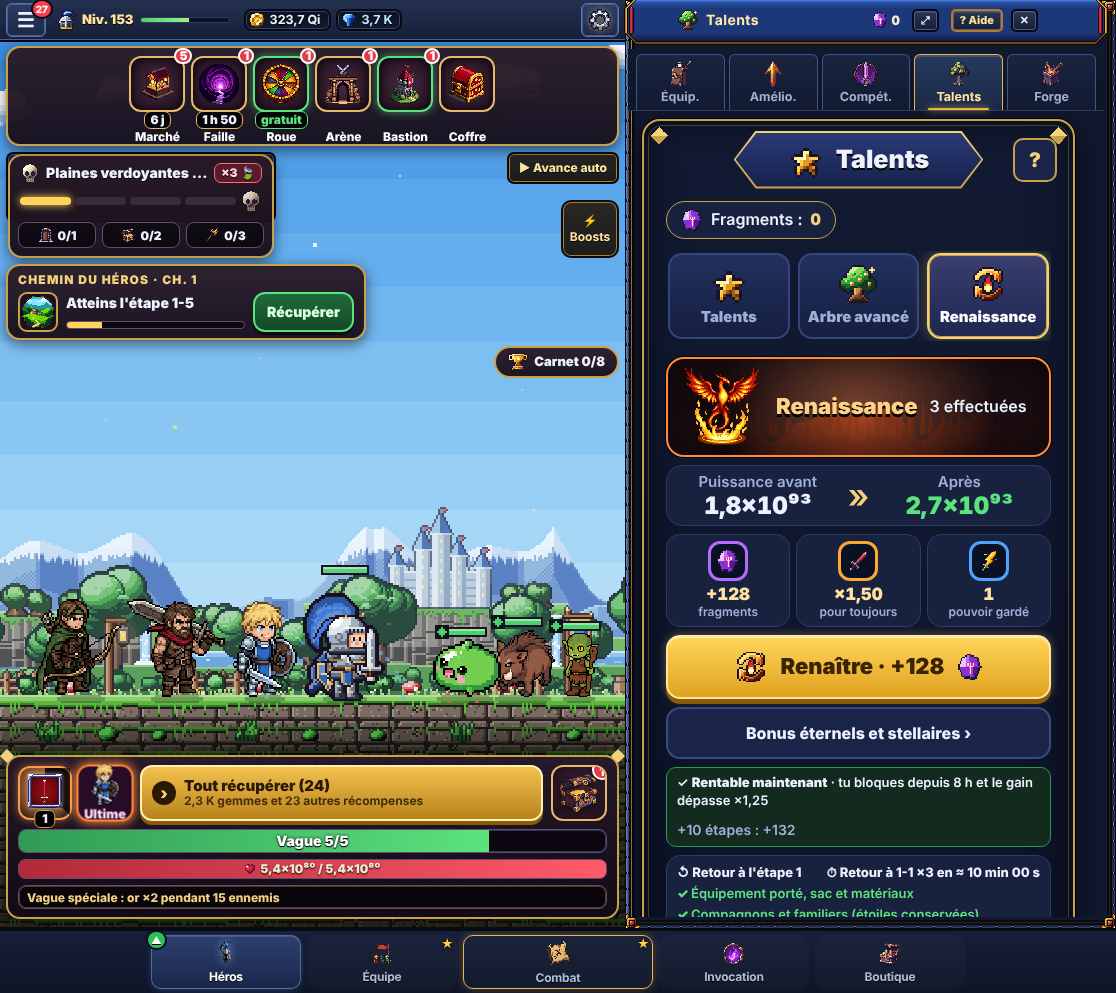 27
Niv. 153
323,7 Qi
3,7 K
5
1
1
1
1
6 j
1 h 50
gratuit
Marché
Faille
Roue
Arène
Bastion
Coffre
Plaines verdoyantes ...
×3
0/1
0/2
0/3
Avance auto
Boosts
CHEMIN DU HÉROS · CH. 1
Atteins l'étape 1-5
Récupérer
Carnet 0/8
Ultime
1
Tout récupérer (24)
2,3 K gemmes et 23 autres récompenses
Vague 5/5
5,4×10⁸⁰ / 5,4×10⁸⁰
Vague spéciale : or ×2 pendant 15 ennemis
Héros
Équipe
Combat
Invocation
Boutique
Talents
0
? Aide
×
Équip.
Amélio.
Compét.
Talents
Forge
Talents
?
Fragments : 0
Talents
Arbre avancé
Renaissance
Renaissance 3 effectuées
Puissance avant
1,8×10⁹³
»
Après
2,7×10⁹³
+128
fragments
×1,50
pour toujours
1
pouvoir gardé
Renaître · +128
Bonus éternels et stellaires ›
✓ Rentable maintenant · tu bloques depuis 8 h et le gain
dépasse ×1,25
+10 étapes : +132
Retour à l'étape 1
Retour à 1-1 ×3 en ≈ 10 min 00 s
✓ Équipement porté, sac et matériaux
✓ Compagnons et familiers (étoiles conservées)